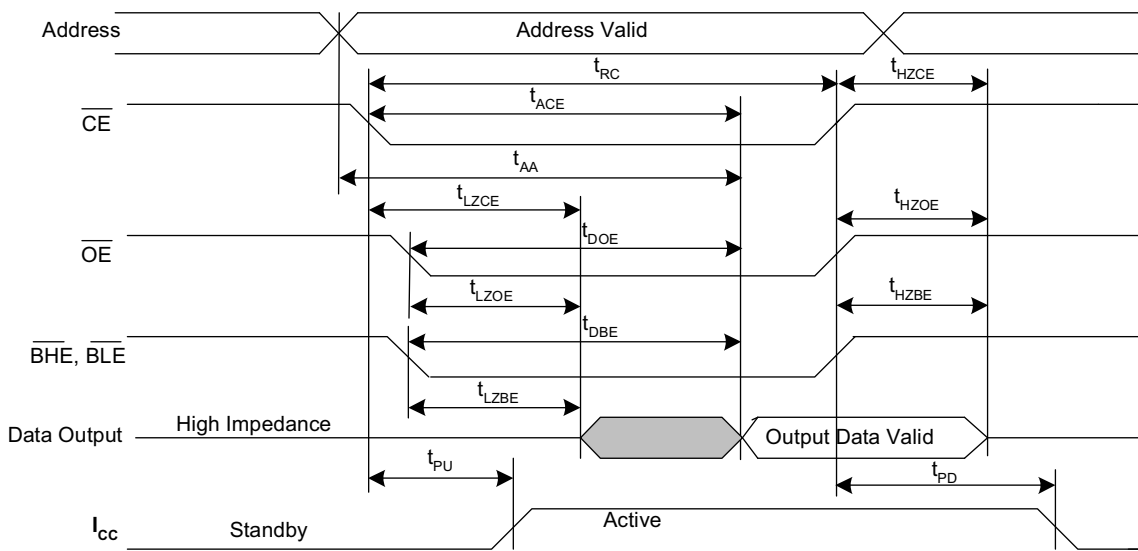 Address
Address Valid
tRC
tHZCE
CE
tACE
tAA
tLZCE
tHZOE
OE
tDOE
tLZOE
tHZBE
BHE, BLE
tDBE
tLZBE
Data Output
High Impedance
Output Data Valid
tPU
tPD
ICC
Standby
Active